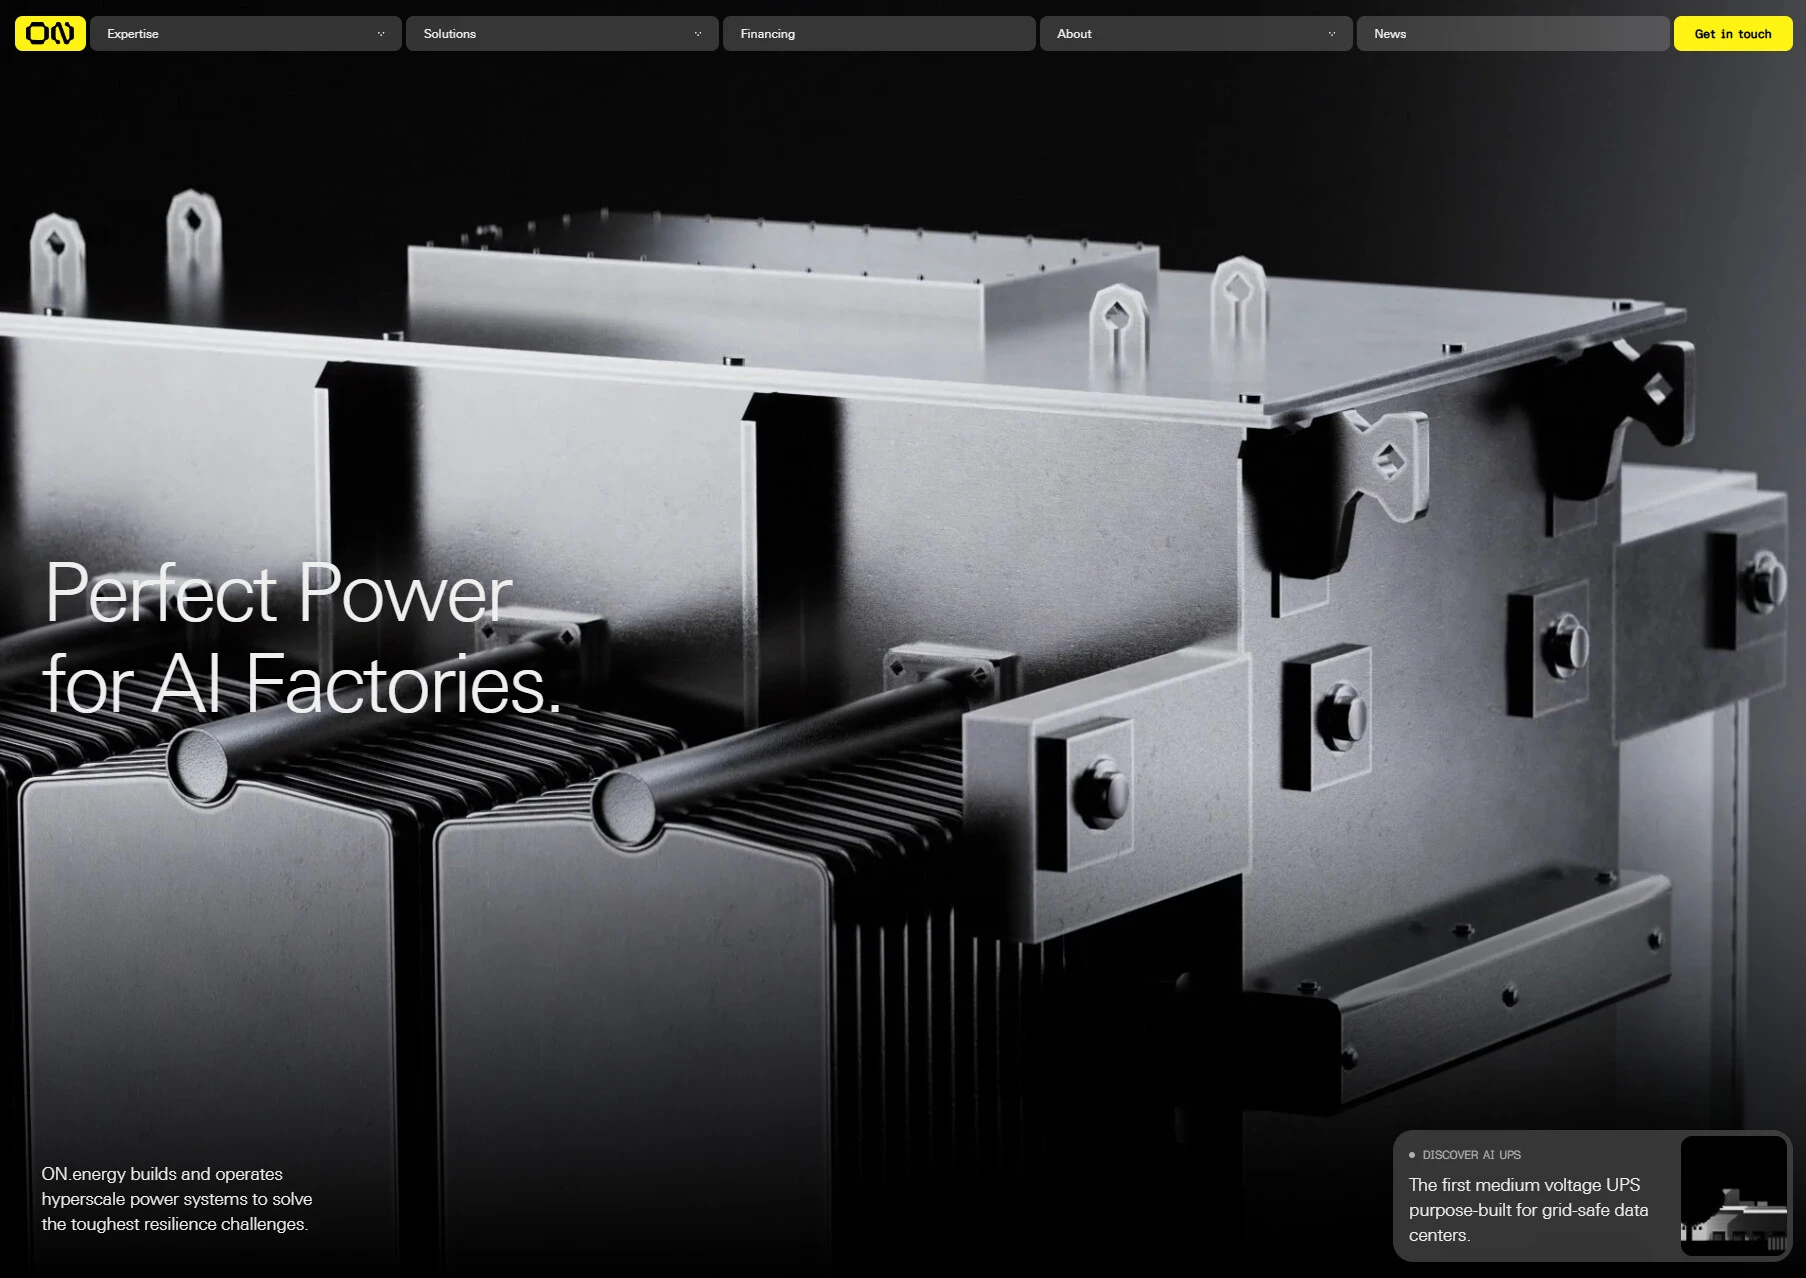 ON
Expertise
Solutions
Financing
About
News
Get in touch
Perfect Power
for AI Factories.
ON.energy builds and operates
hyperscale power systems to solve
the toughest resilience challenges.
DISCOVER AI UPS
The first medium voltage UPS
purpose-built for grid-safe data
centers.